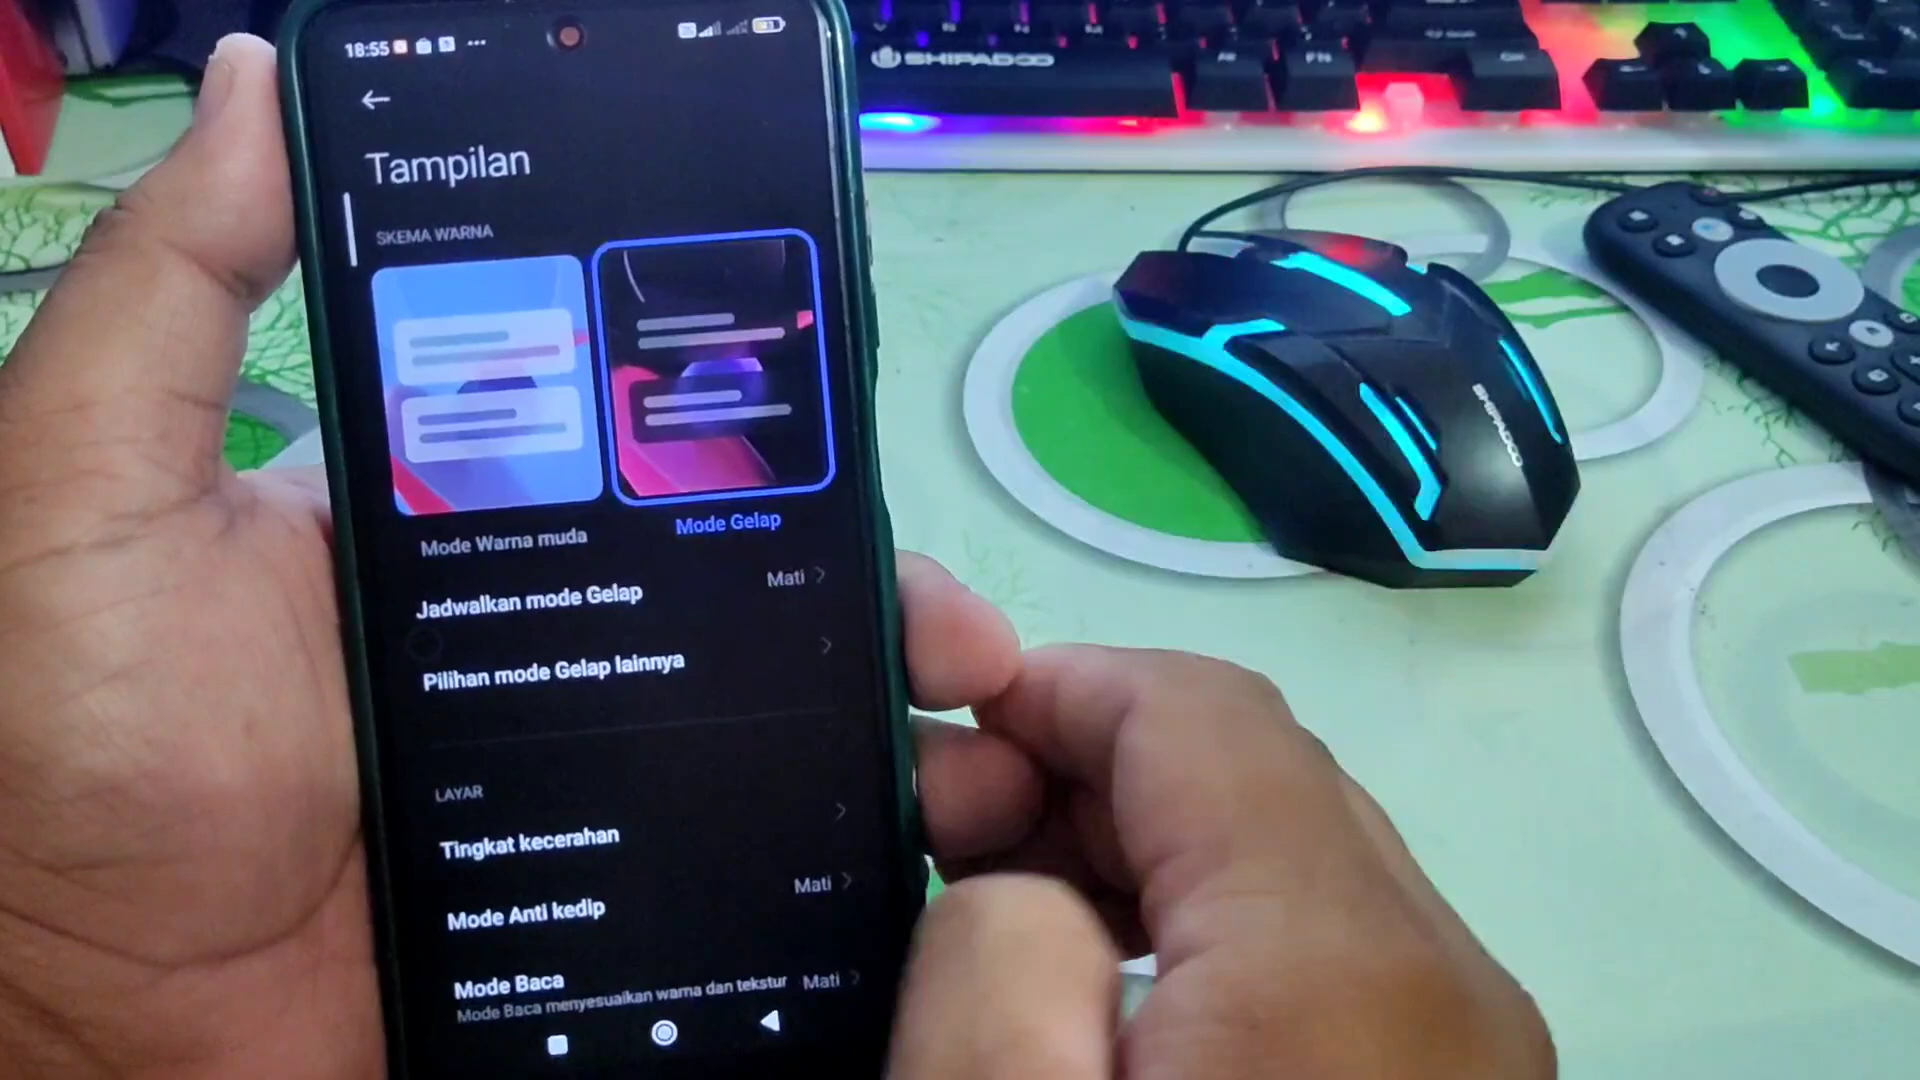 18:55
SHIPADOO
Tampilan
SKEMA WARNA
Mode Warna muda
Mode Gelap
Jadwalkan mode Gelap
Mati
Pilihan mode Gelap lainnya
LAYAR
Tingkat kecerahan
Mode Anti kedip
Mati
Mode Baca
Mode Baca menyesuaikan warna dan tekstur
Mati
SHIPADOO